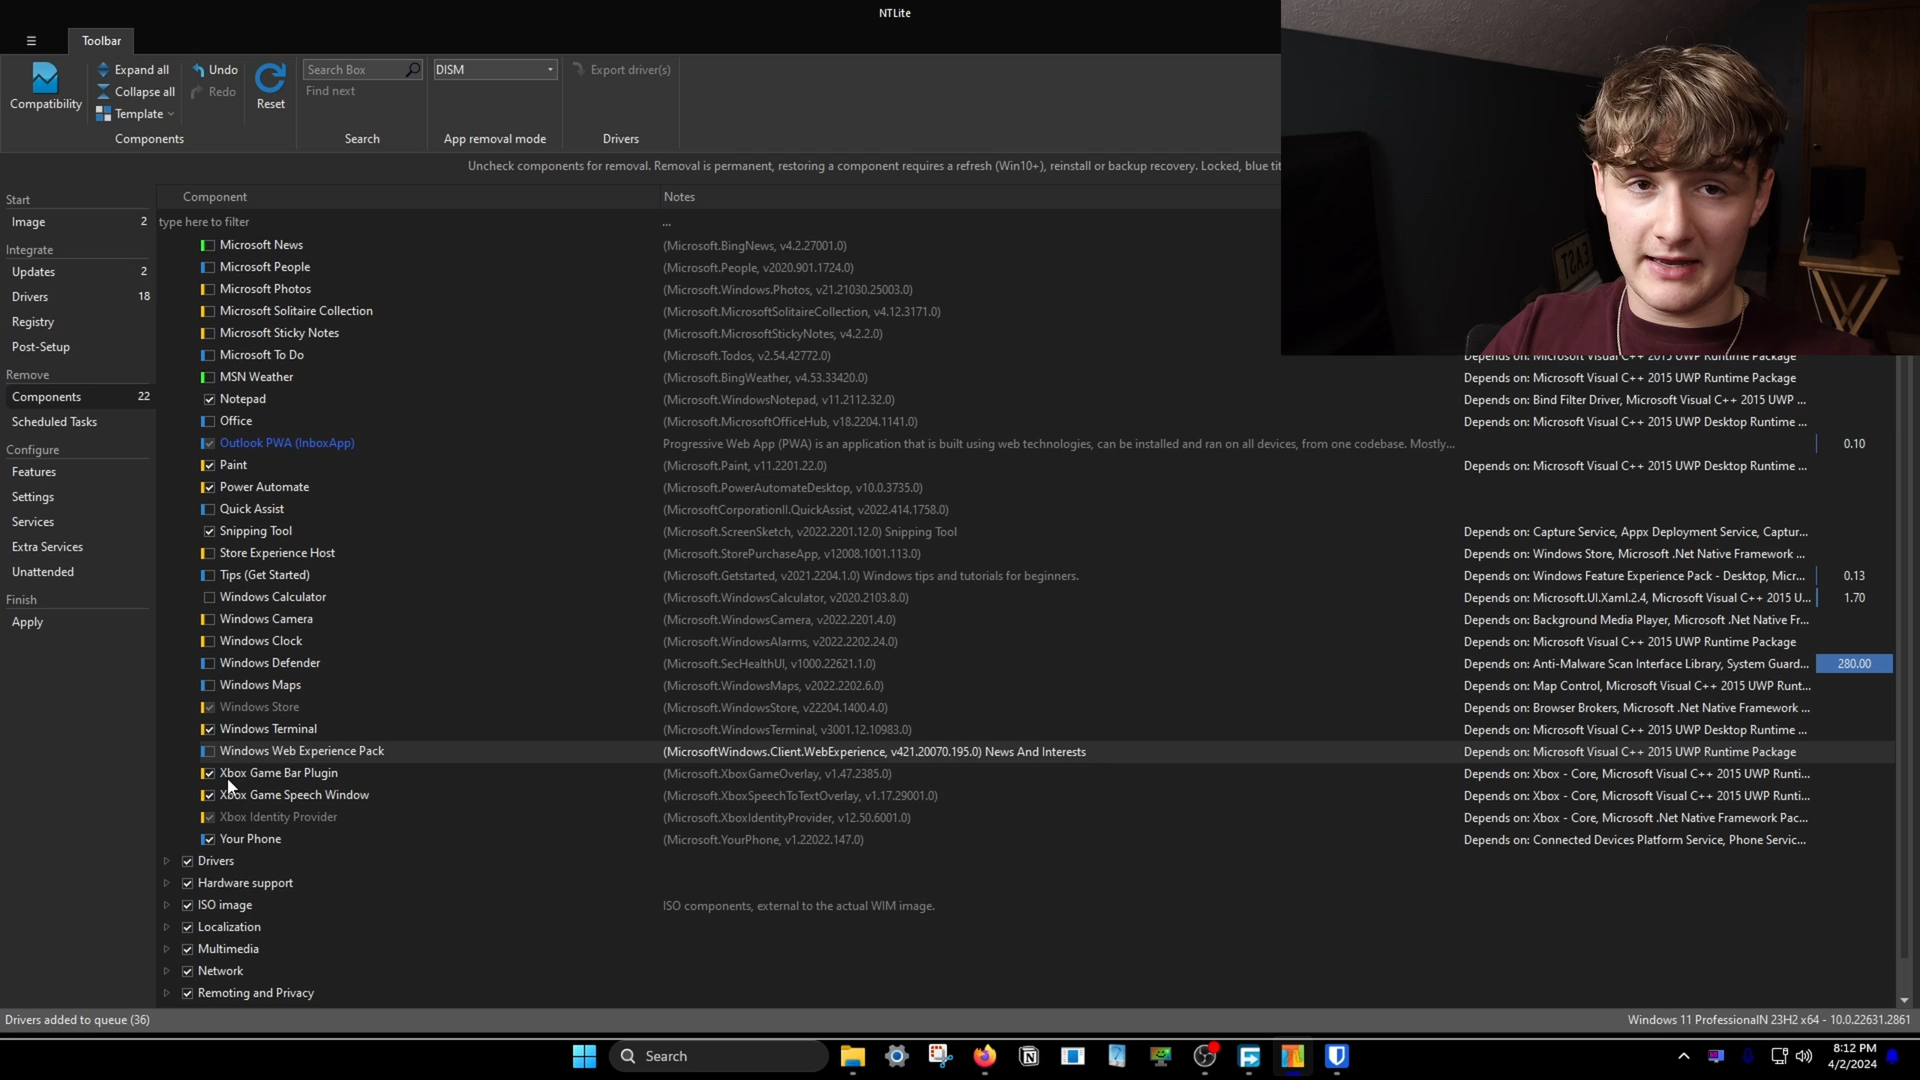 NTLite
☰ Toolbar
Compatibility
Expand all
Collapse all
Template
Undo
Redo
Reset
Components
Search Box
Find next
Search
DISM
App removal mode
Export driver(s)
Drivers
Uncheck components for removal. Removal is permanent, restoring a component requires a refresh (Win10+), reinstall or backup recovery. Locked, blue tit
Start
Image 2
Integrate
Updates 2
Drivers 18
Registry
Post-Setup
Remove
Components 22
Scheduled Tasks
Configure
Features
Settings
Services
Extra Services
Unattended
Finish
Apply
Component Notes
type here to filter ...
Microsoft News (Microsoft.BingNews, v4.2.27001.0)
Microsoft People (Microsoft.People, v2020.901.1724.0)
Microsoft Photos (Microsoft.Windows.Photos, v21.21030.25003.0)
Microsoft Solitaire Collection (Microsoft.MicrosoftSolitaireCollection, v4.12.3171.0)
Microsoft Sticky Notes (Microsoft.MicrosoftStickyNotes, v4.2.2.0)
Microsoft To Do (Microsoft.Todos, v2.54.42772.0) Depends on: Microsoft Visual C++ 2015 UWP Runtime Package
MSN Weather (Microsoft.BingWeather, v4.53.33420.0) Depends on: Microsoft Visual C++ 2015 UWP Runtime Package
Notepad (Microsoft.WindowsNotepad, v11.2112.32.0) Depends on: Bind Filter Driver, Microsoft Visual C++ 2015 UWP ...
Office (Microsoft.MicrosoftOfficeHub, v18.2204.1141.0) Depends on: Microsoft Visual C++ 2015 UWP Desktop Runtime ...
Outlook PWA (InboxApp) Progressive Web App (PWA) is an application that is built using web technologies, can be installed and ran on all devices, from one codebase. Mostly... 0.10
Paint (Microsoft.Paint, v11.2201.22.0) Depends on: Microsoft Visual C++ 2015 UWP Desktop Runtime ...
Power Automate (Microsoft.PowerAutomateDesktop, v10.0.3735.0)
Quick Assist (MicrosoftCorporationII.QuickAssist, v2022.414.1758.0)
Snipping Tool (Microsoft.ScreenSketch, v2022.2201.12.0) Snipping Tool Depends on: Capture Service, Appx Deployment Service, Captur...
Store Experience Host (Microsoft.StorePurchaseApp, v12008.1001.113.0) Depends on: Windows Store, Microsoft .Net Native Framework ...
Tips (Get Started) (Microsoft.Getstarted, v2021.2204.1.0) Windows tips and tutorials for beginners. Depends on: Windows Feature Experience Pack - Desktop, Micr... 0.13
Windows Calculator (Microsoft.WindowsCalculator, v2020.2103.8.0) Depends on: Microsoft.UI.Xaml.2.4, Microsoft Visual C++ 2015 U... 1.70
Windows Camera (Microsoft.WindowsCamera, v2022.2201.4.0) Depends on: Background Media Player, Microsoft .Net Native Fr...
Windows Clock (Microsoft.WindowsAlarms, v2022.2202.24.0) Depends on: Microsoft Visual C++ 2015 UWP Runtime Package
Windows Defender (Microsoft.SecHealthUI, v1000.22621.1.0) Depends on: Anti-Malware Scan Interface Library, System Guard... 280.00
Windows Maps (Microsoft.WindowsMaps, v2022.2202.6.0) Depends on: Map Control, Microsoft Visual C++ 2015 UWP Runt...
Windows Store (Microsoft.WindowsStore, v22204.1400.4.0) Depends on: Browser Brokers, Microsoft .Net Native Framework ...
Windows Terminal (Microsoft.WindowsTerminal, v3001.12.10983.0) Depends on: Microsoft Visual C++ 2015 UWP Desktop Runtime ...
Windows Web Experience Pack (MicrosoftWindows.Client.WebExperience, v421.20070.195.0) News And Interests Depends on: Microsoft Visual C++ 2015 UWP Runtime Package
Xbox Game Bar Plugin (Microsoft.XboxGameOverlay, v1.47.2385.0) Depends on: Xbox - Core, Microsoft Visual C++ 2015 UWP Runti...
Xbox Game Speech Window (Microsoft.XboxSpeechToTextOverlay, v1.17.29001.0) Depends on: Xbox - Core, Microsoft Visual C++ 2015 UWP Runti...
Xbox Identity Provider (Microsoft.XboxIdentityProvider, v12.50.6001.0) Depends on: Xbox - Core, Microsoft .Net Native Framework Pac...
Your Phone (Microsoft.YourPhone, v1.22022.147.0) Depends on: Connected Devices Platform Service, Phone Servic...
Drivers
Hardware support
ISO image ISO components, external to the actual WIM image.
Localization
Multimedia
Network
Remoting and Privacy
Drivers added to queue (36) Windows 11 ProfessionalN 23H2 x64 - 10.0.22631.2861
Search
8:12 PM
4/2/2024
EAST